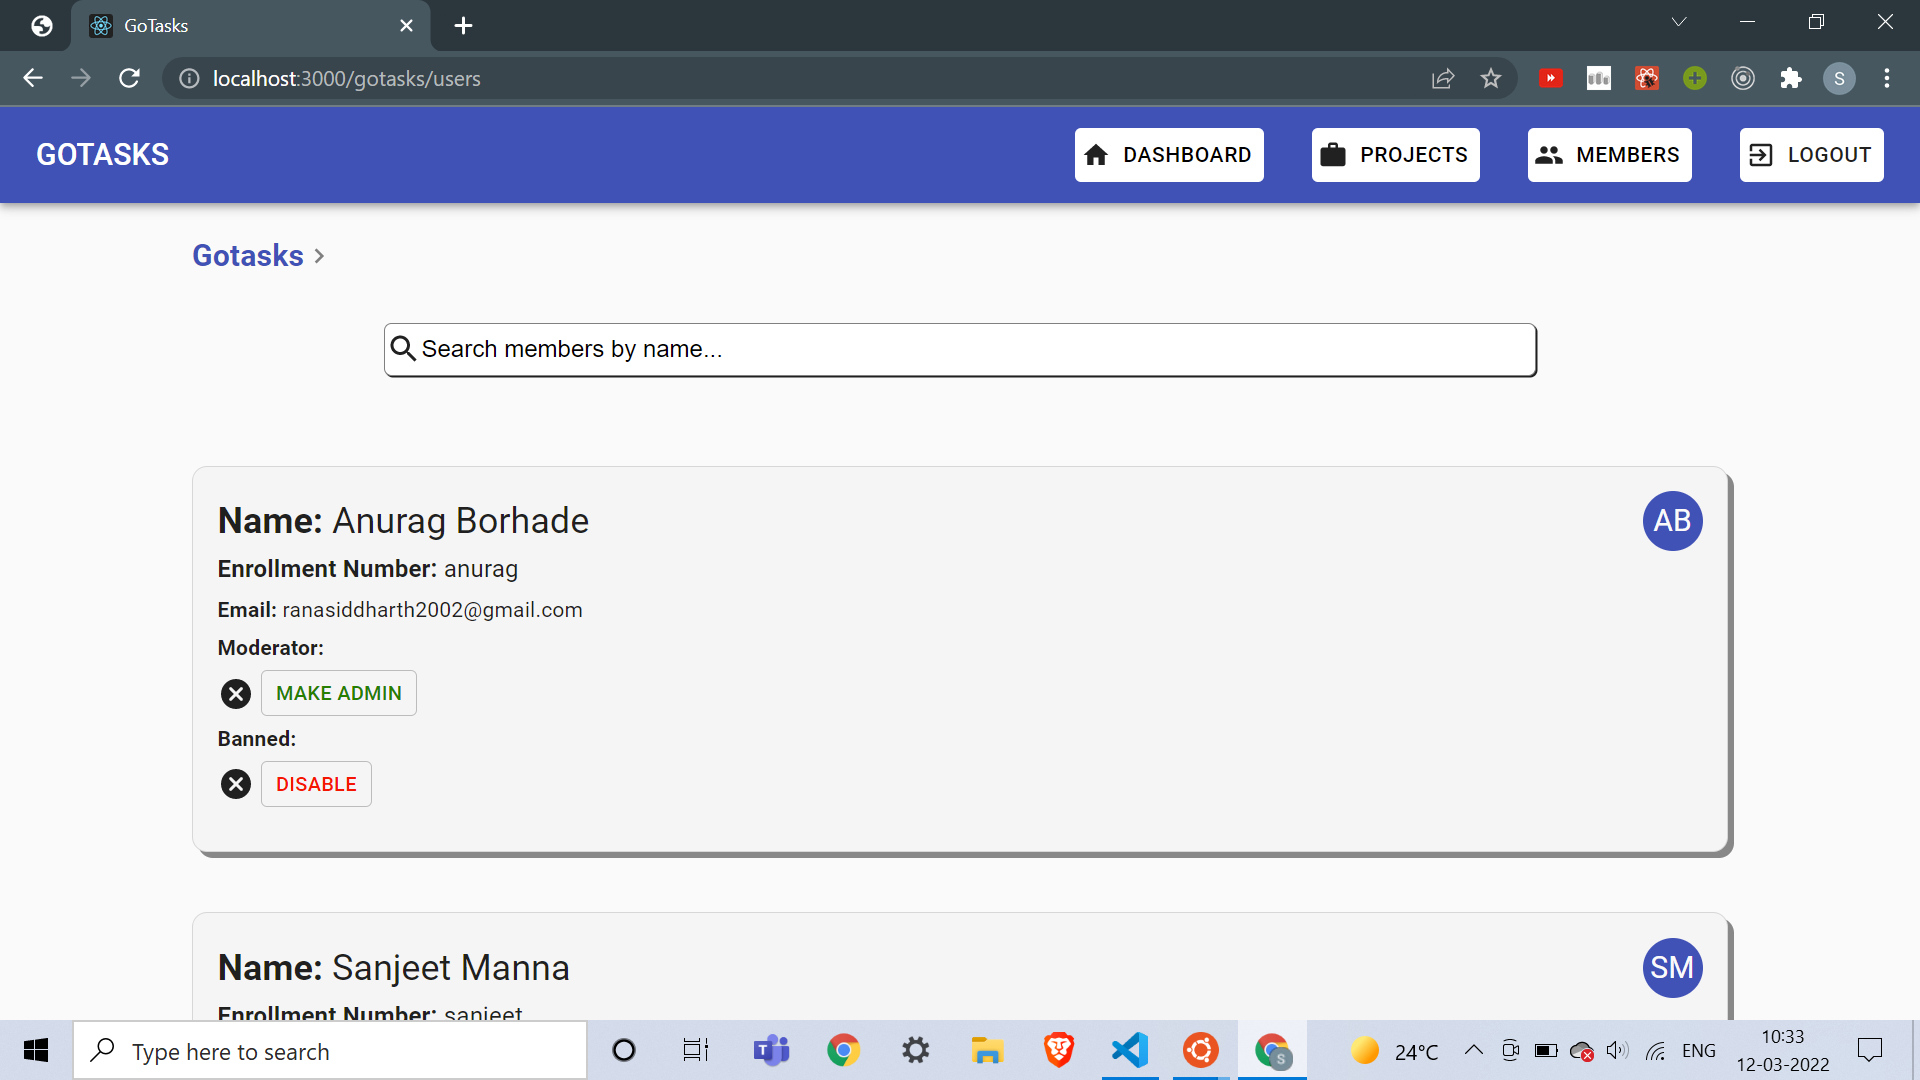 GoTasks
localhost:3000/gotasks/users
S
GOTASKS
DASHBOARD
PROJECTS
MEMBERS
LOGOUT
Gotasks
Search members by name...
Name: Anurag Borhade
AB
Enrollment Number: anurag
Email: ranasiddharth2002@gmail.com
Moderator:
MAKE ADMIN
Banned:
DISABLE
Name: Sanjeet Manna
SM
Enrollment Number: sanjeet
Type here to search
T
S
24°C
ENG
10:33
12-03-2022